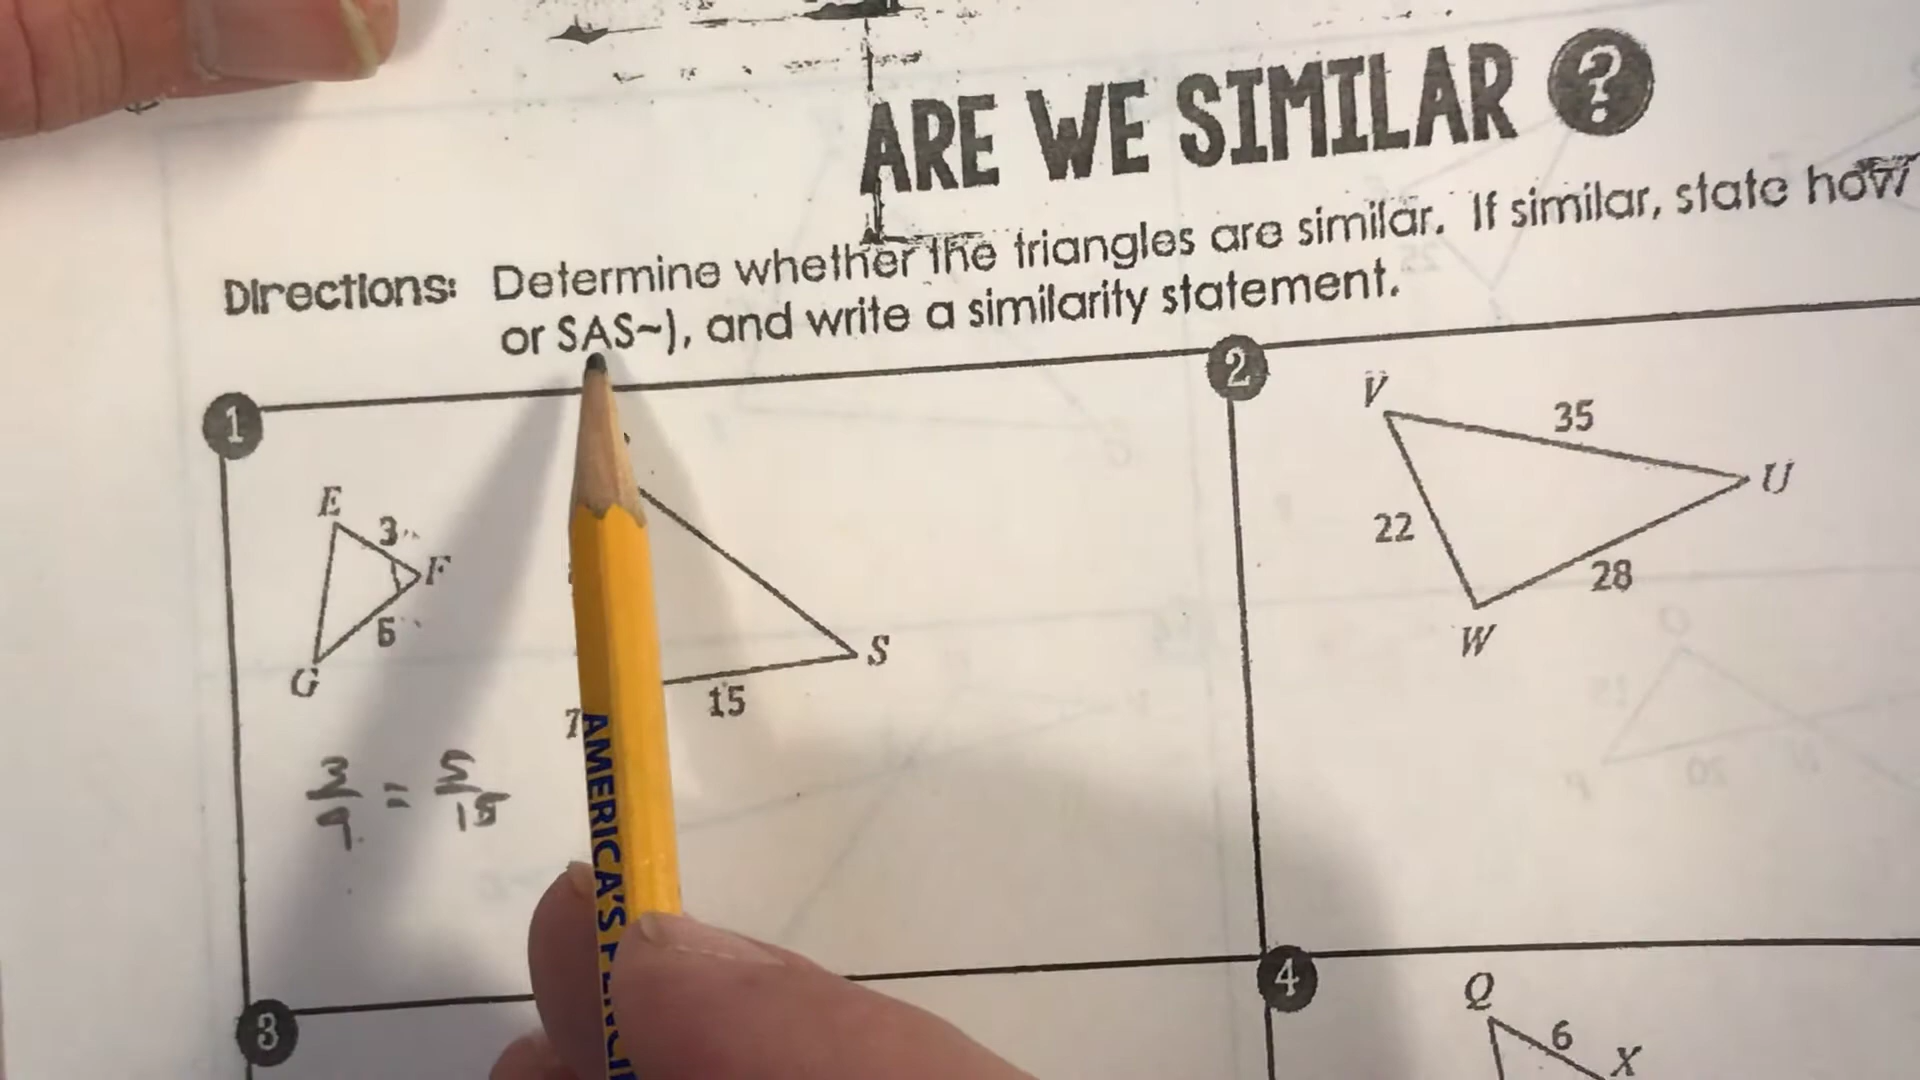 ARE WE SIMILAR ?
Directions: Determine whether the triangles are similar. If similar, state how
or SAS~), and write a similarity statement.
1
E
3
F
5
G
S
15
7
3/9 = 5/15
2
V
35
U
22
28
W
3
4
Q
6
X
AMERICA'S